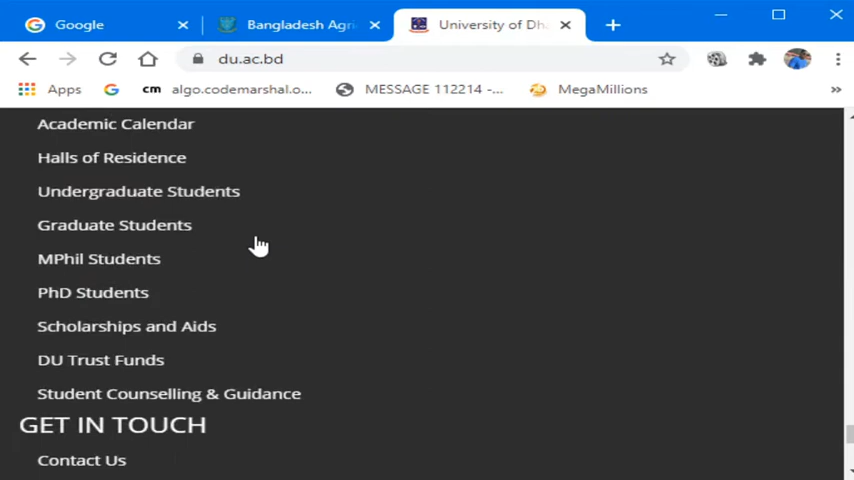 Google
Bangladesh Agri
University of Dha
du.ac.bd
Apps
cm algo.codemarshal.o...
MESSAGE 112214 -...
MegaMillions
»
Academic Calendar
Halls of Residence
Undergraduate Students
Graduate Students
MPhil Students
PhD Students
Scholarships and Aids
DU Trust Funds
Student Counselling & Guidance
GET IN TOUCH
Contact Us